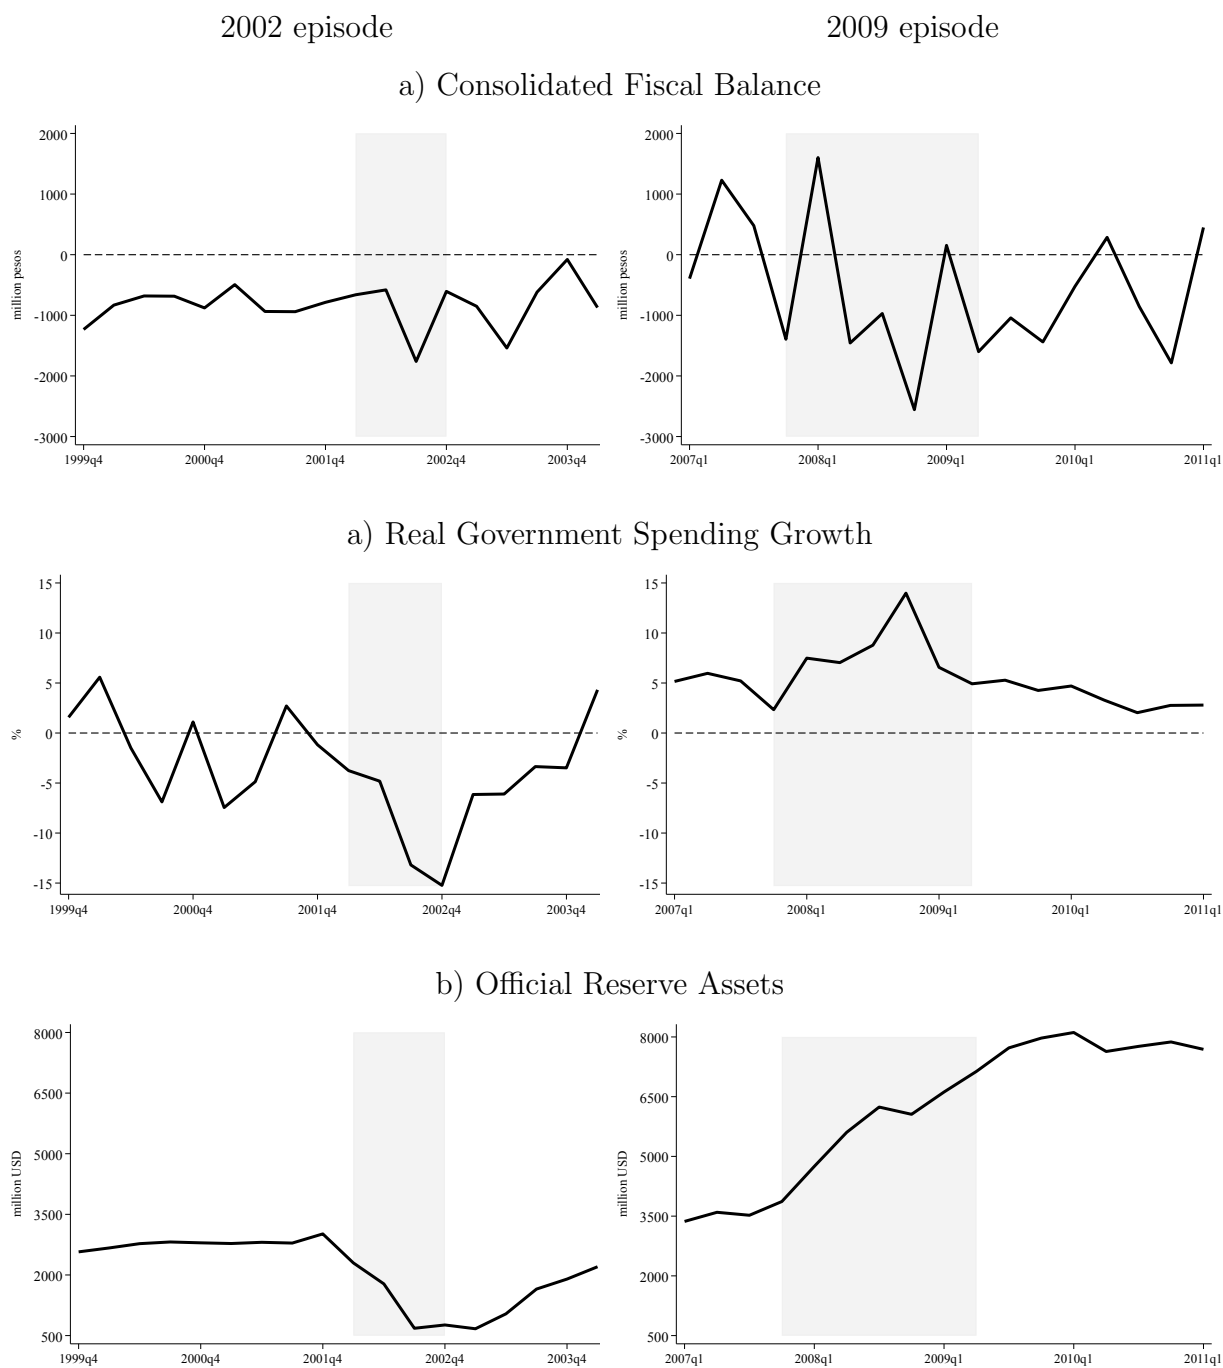 2002 episode 2009 episode
a) Consolidated Fiscal Balance
2000
1000
0
-1000
-2000
-3000
million pesos
1999q4 2000q4 2001q4 2002q4 2003q4
2000
1000
0
-1000
-2000
-3000
million pesos
2007q1 2008q1 2009q1 2010q1 2011q1
a) Real Government Spending Growth
15
10
5
0
-5
-10
-15
%
1999q4 2000q4 2001q4 2002q4 2003q4
15
10
5
0
-5
-10
-15
%
2007q1 2008q1 2009q1 2010q1 2011q1
b) Official Reserve Assets
8000
6500
5000
3500
2000
500
million USD
1999q4 2000q4 2001q4 2002q4 2003q4
8000
6500
5000
3500
2000
500
million USD
2007q1 2008q1 2009q1 2010q1 2011q1